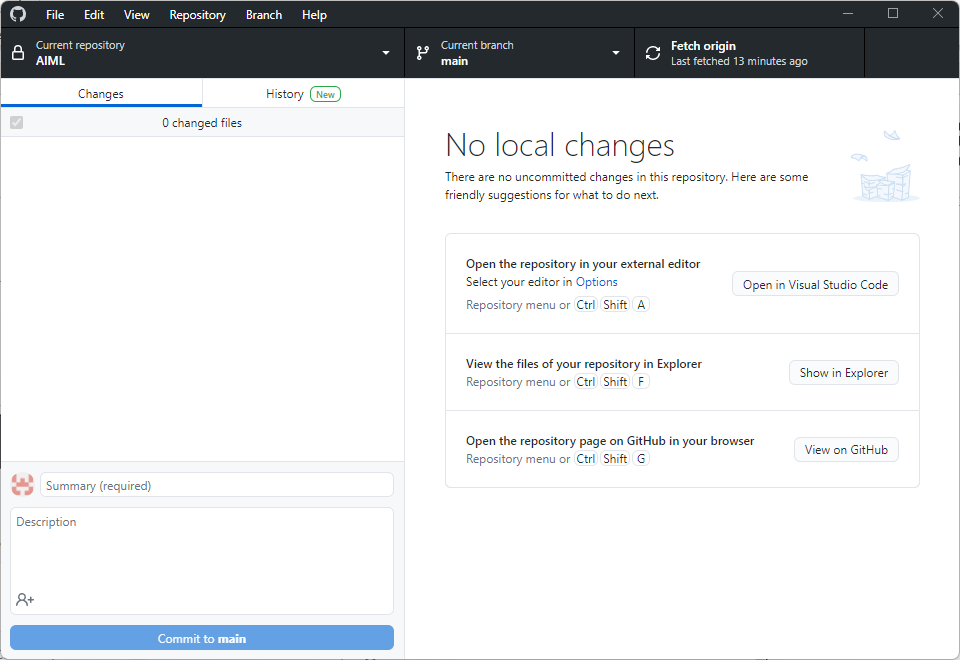 File Edit View Repository Branch Help
Current repository
AIML
Current branch
main
Fetch origin
Last fetched 13 minutes ago
Changes
History New
0 changed files
No local changes
There are no uncommitted changes in this repository. Here are some
friendly suggestions for what to do next.
Open the repository in your external editor
Select your editor in Options
Repository menu or Ctrl Shift A
Open in Visual Studio Code
View the files of your repository in Explorer
Repository menu or Ctrl Shift F
Show in Explorer
Open the repository page on GitHub in your browser
Repository menu or Ctrl Shift G
View on GitHub
Summary (required)
Description
Commit to main